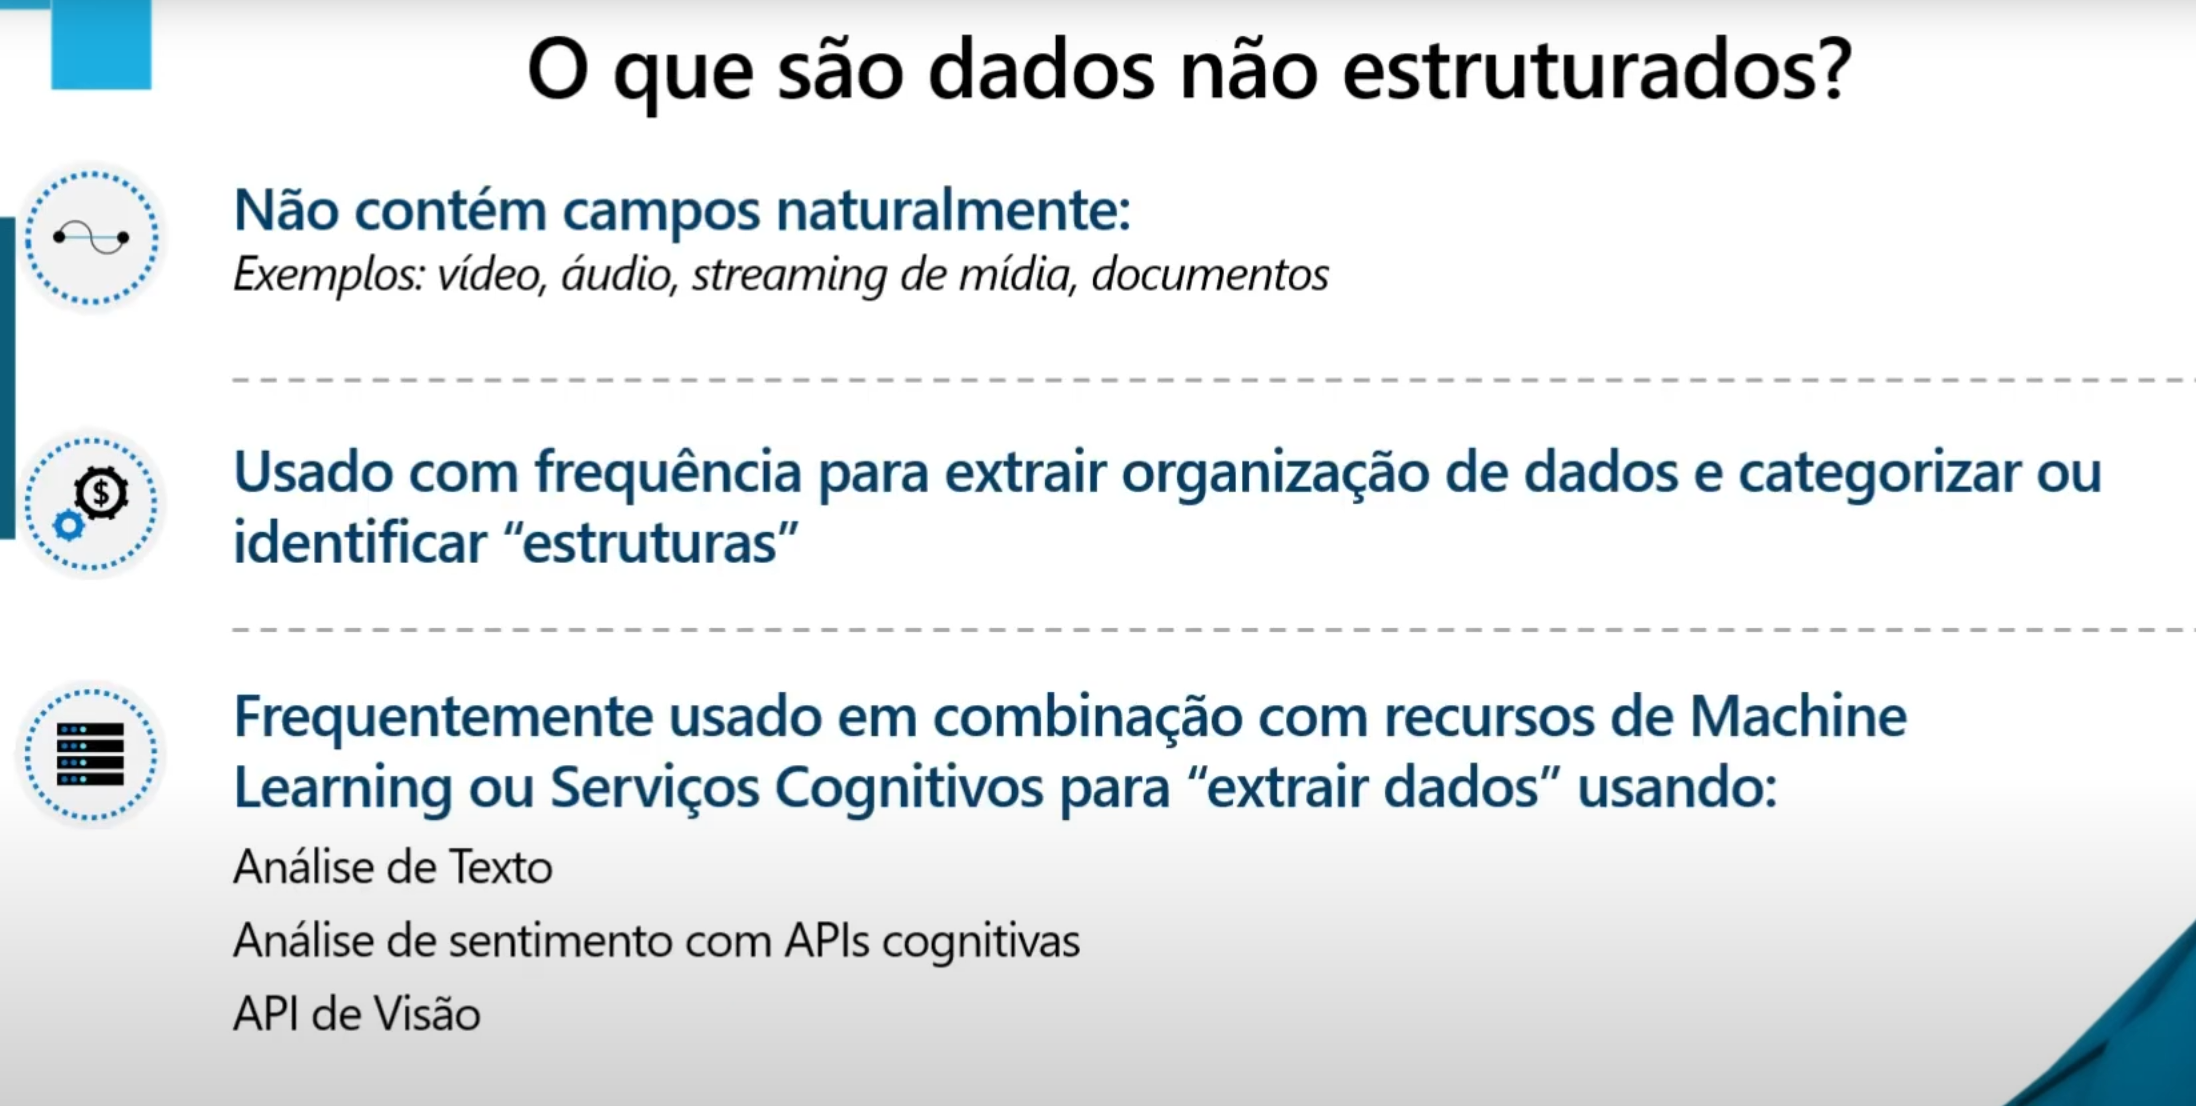 O que são dados não estruturados?
Não contém campos naturalmente:
Exemplos: vídeo, áudio, streaming de mídia, documentos
Usado com frequência para extrair organização de dados e categorizar ou
identificar “estruturas”
Frequentemente usado em combinação com recursos de Machine
Learning ou Serviços Cognitivos para “extrair dados” usando:
Análise de Texto
Análise de sentimento com APIs cognitivas
API de Visão